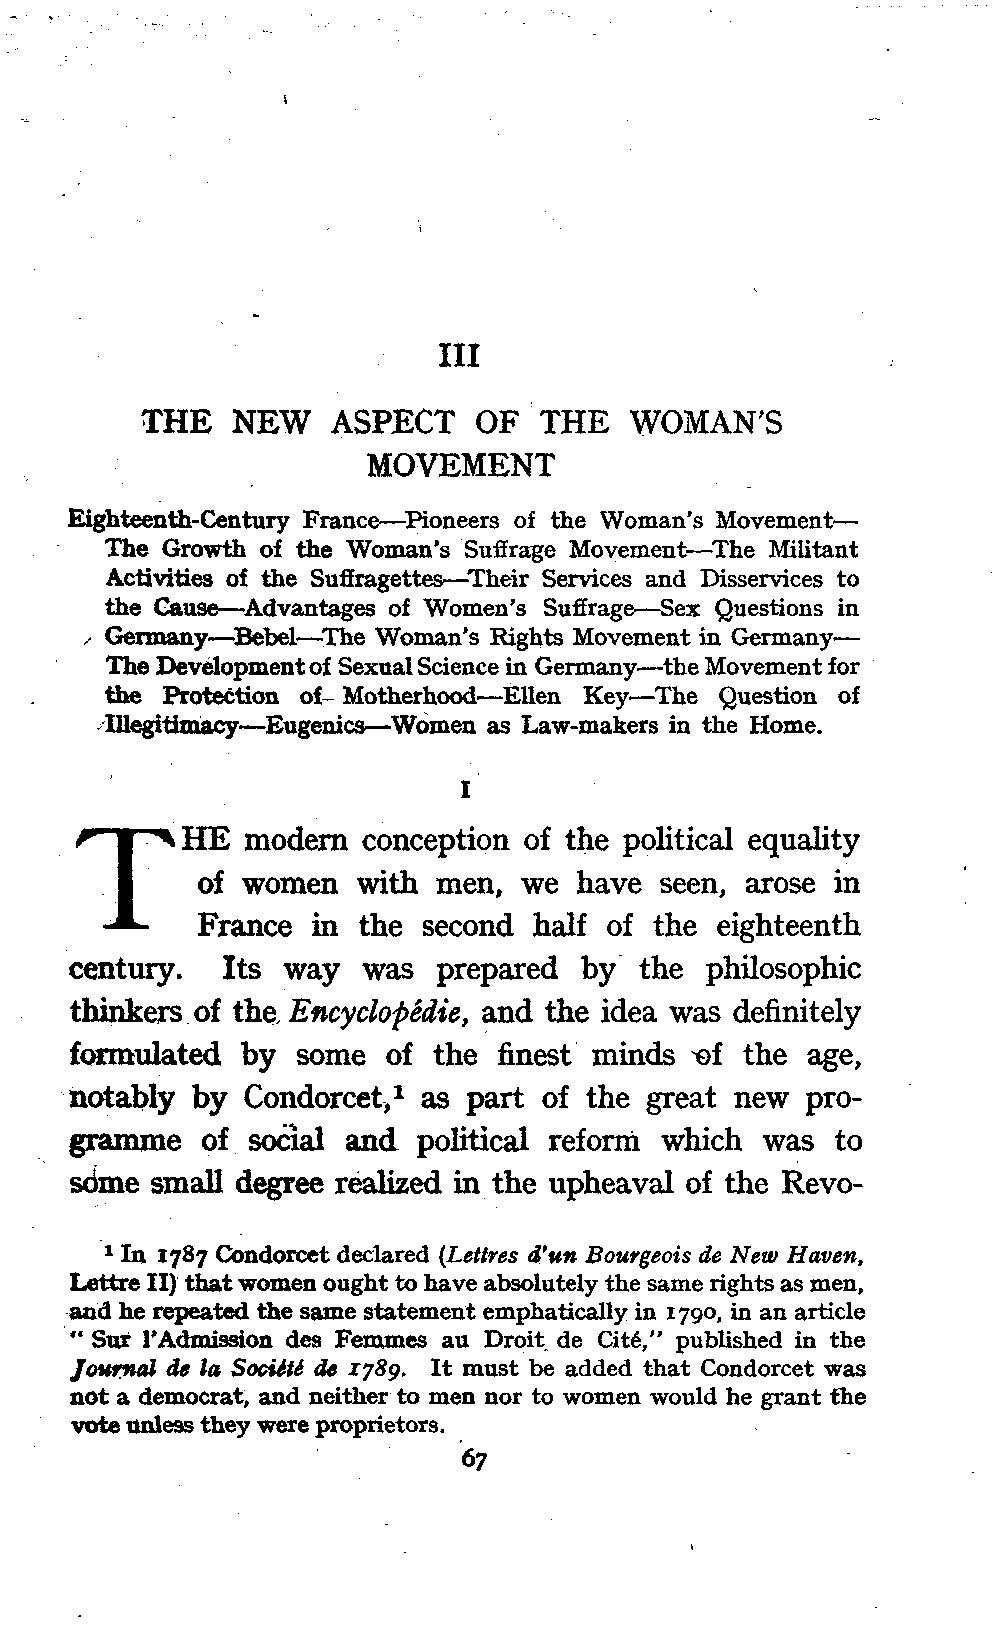 III
THE NEW ASPECT OF THE WOMAN'S
MOVEMENT
Eighteenth-Century France—Pioneers of the Woman's Movement—
The Growth of the Woman's Suffrage Movement—The Militant
Activities of the Suffragettes—Their Services and Disservices to
the Cause—Advantages of Women's Suffrage—Sex Questions in
Germany—Bebel—The Woman's Rights Movement in Germany—
The Development of Sexual Science in Germany—the Movement for
the Protection of Motherhood—Ellen Key—The Question of
Illegitimacy—Eugenics—Women as Law-makers in the Home.
I
THE modern conception of the political equality
of women with men, we have seen, arose in
France in the second half of the eighteenth
century. Its way was prepared by the philosophic
thinkers of the Encyclopédie, and the idea was definitely
formulated by some of the finest minds of the age,
notably by Condorcet,¹ as part of the great new pro-
gramme of social and political reform which was to
some small degree realized in the upheaval of the Revo-
¹ In 1787 Condorcet declared (Lettres d'un Bourgeois de New Haven,
Lettre II) that women ought to have absolutely the same rights as men,
and he repeated the same statement emphatically in 1790, in an article
" Sur l'Admission des Femmes au Droit de Cité," published in the
Journal de la Société de 1789. It must be added that Condorcet was
not a democrat, and neither to men nor to women would he grant the
vote unless they were proprietors.
67